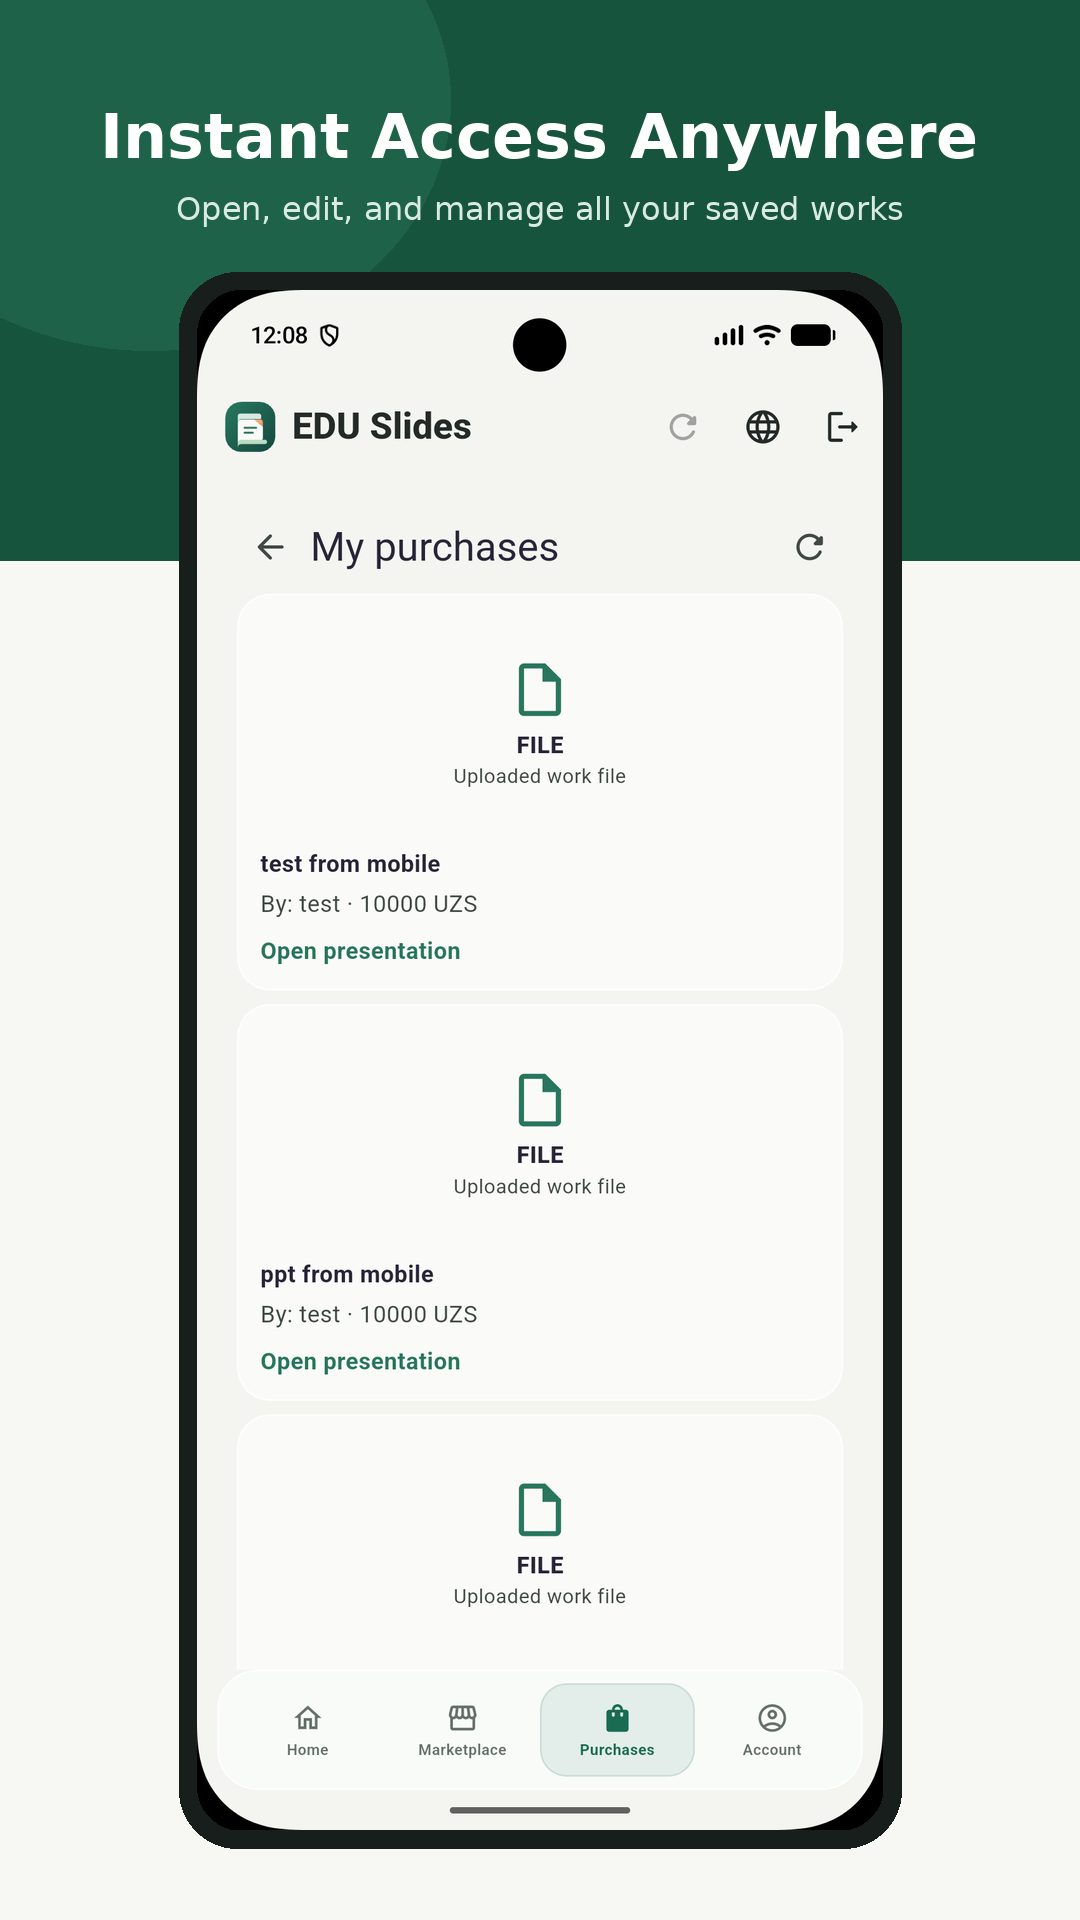 Instant Access Anywhere
Open, edit, and manage all your saved works
12:08
EDU Slides
My purchases
FILE
Uploaded work file
test from mobile
By: test · 10000 UZS
Open presentation
FILE
Uploaded work file
ppt from mobile
By: test · 10000 UZS
Open presentation
FILE
Uploaded work file
Home
Marketplace
Purchases
Account